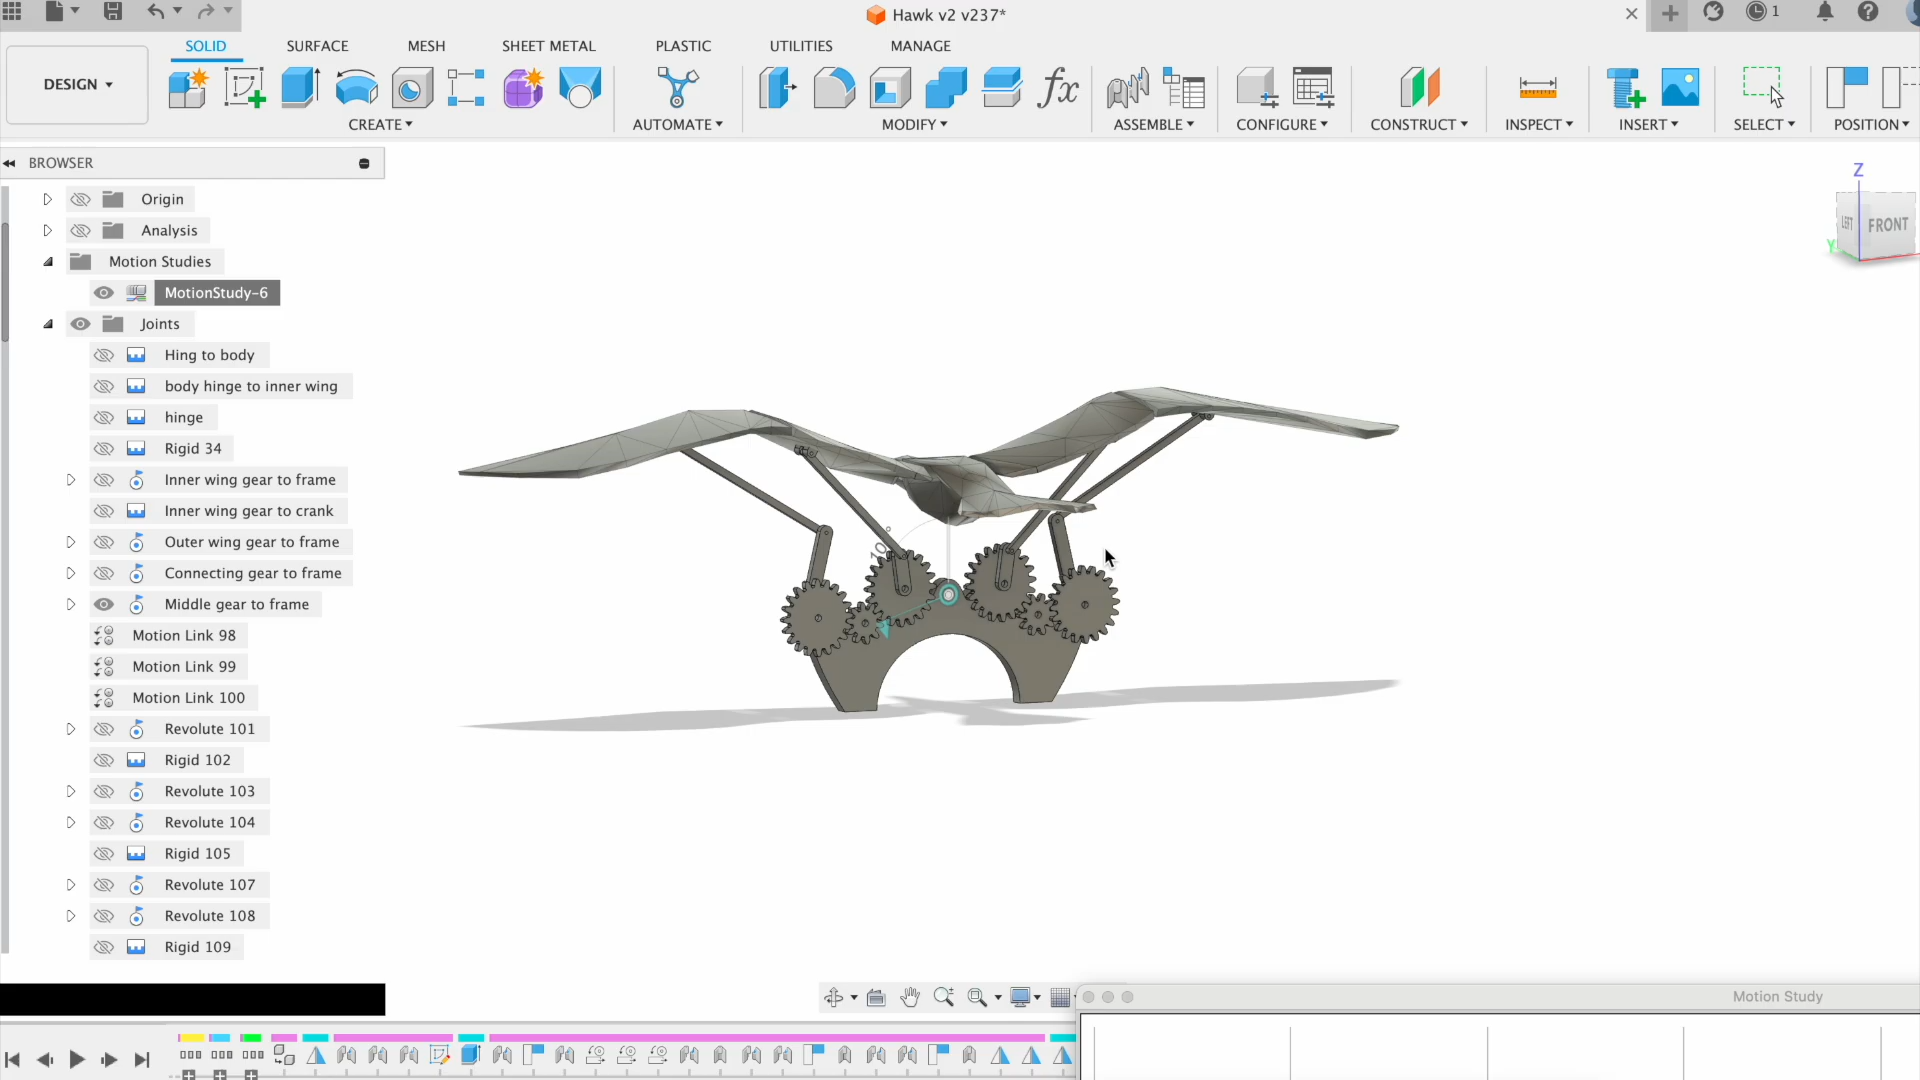 Hawk v2 v237*
1
DESIGN
SOLID SURFACE MESH SHEET METAL PLASTIC UTILITIES MANAGE
fx
CREATE AUTOMATE MODIFY ASSEMBLE CONFIGURE CONSTRUCT INSPECT INSERT SELECT POSITION
BROWSER
Origin
Analysis
Motion Studies
MotionStudy-6
Joints
Hing to body
body hinge to inner wing
hinge
Rigid 34
Inner wing gear to frame
Inner wing gear to crank
Outer wing gear to frame
Connecting gear to frame
Middle gear to frame
Motion Link 98
Motion Link 99
Motion Link 100
Revolute 101
Rigid 102
Revolute 103
Revolute 104
Rigid 105
Revolute 107
Revolute 108
Rigid 109
Z
LEFT FRONT
Y
Motion Study